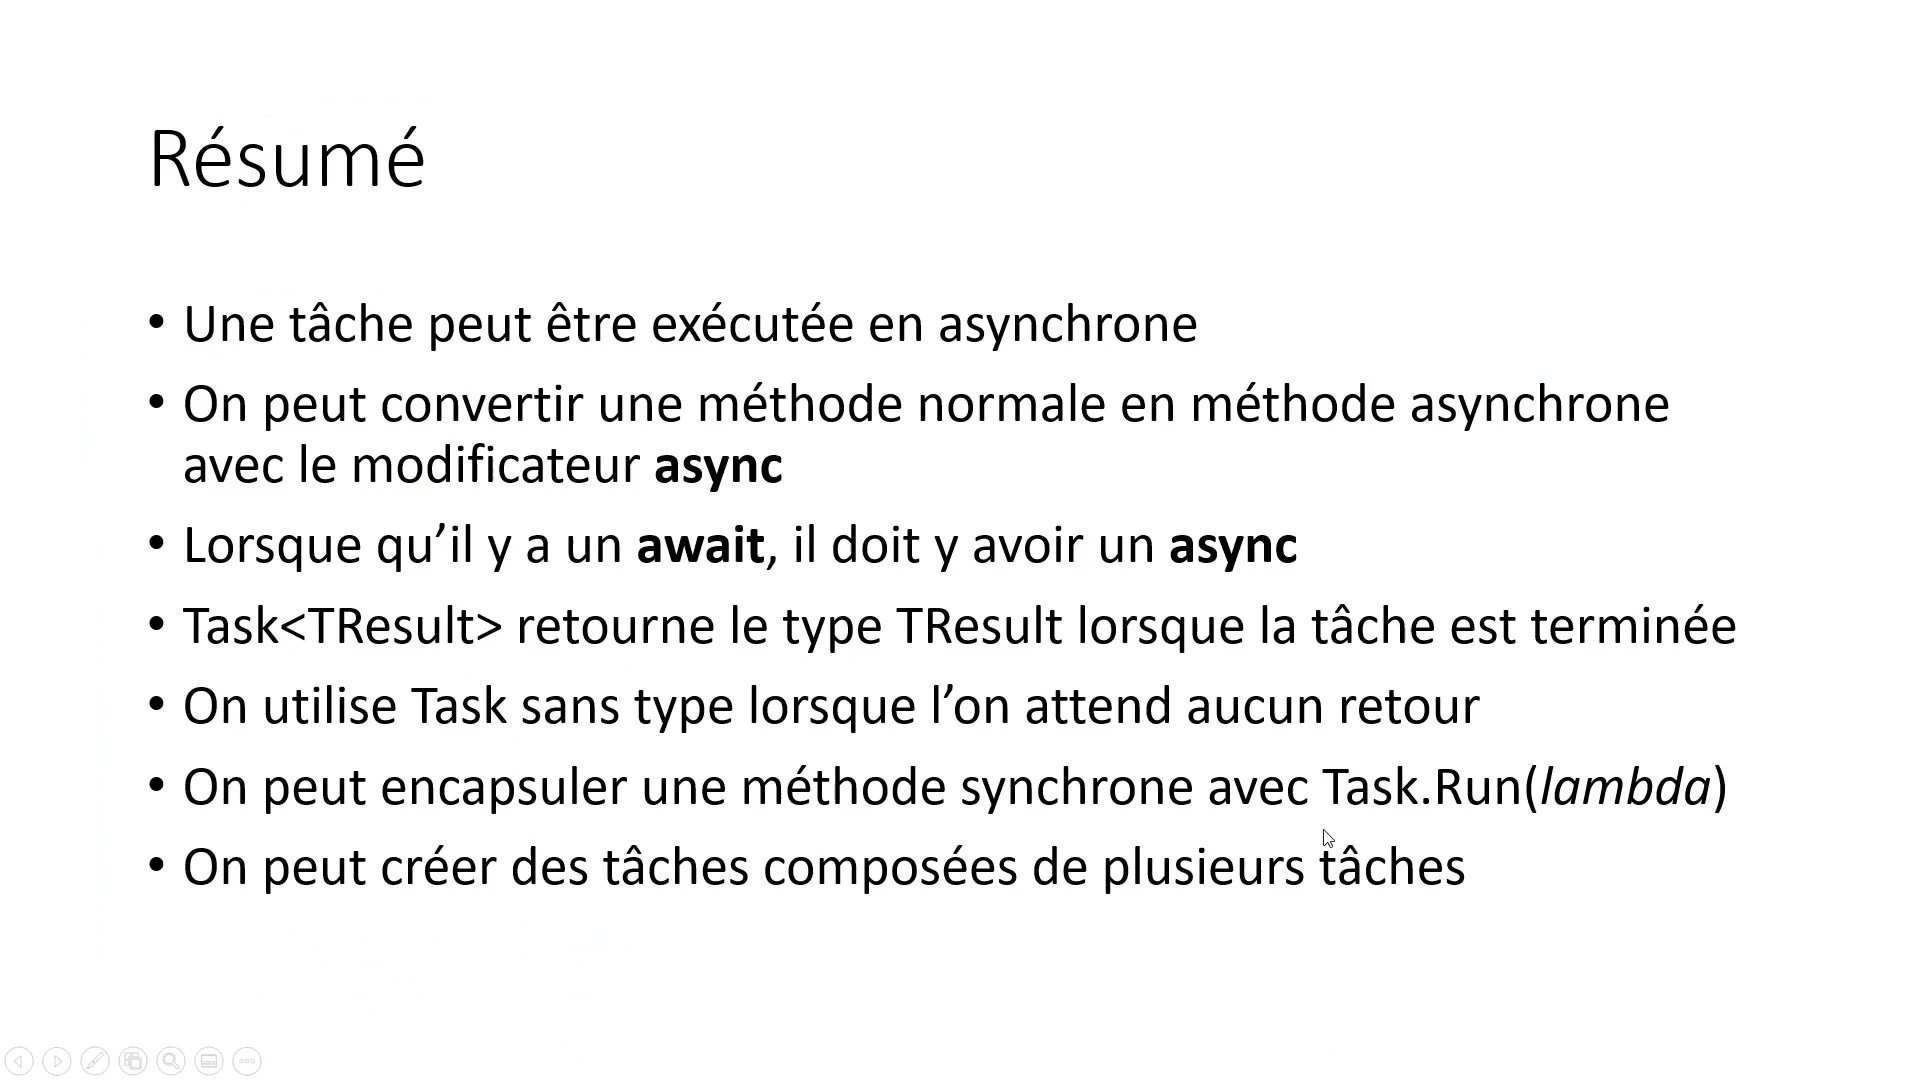 Résumé
• Une tâche peut être exécutée en asynchrone
• On peut convertir une méthode normale en méthode asynchrone
avec le modificateur async
• Lorsque qu’il y a un await, il doit y avoir un async
• Task<TResult> retourne le type TResult lorsque la tâche est terminée
• On utilise Task sans type lorsque l’on attend aucun retour
• On peut encapsuler une méthode synchrone avec Task.Run(lambda)
• On peut créer des tâches composées de plusieurs tâches